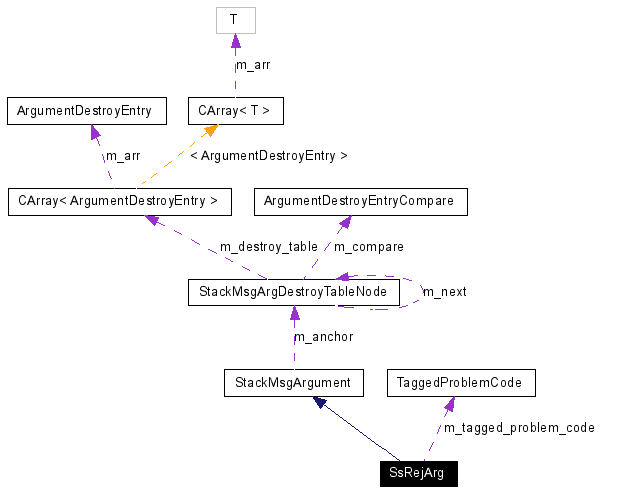 T
m_arr
ArgumentDestroyEntry
CArray< T >
m_arr
< ArgumentDestroyEntry >
CArray< ArgumentDestroyEntry >
ArgumentDestroyEntryCompare
m_destroy_table
m_compare
StackMsgArgDestroyTableNode
m_next
m_anchor
StackMsgArgument
TaggedProblemCode
m_tagged_problem_code
SsRejArg